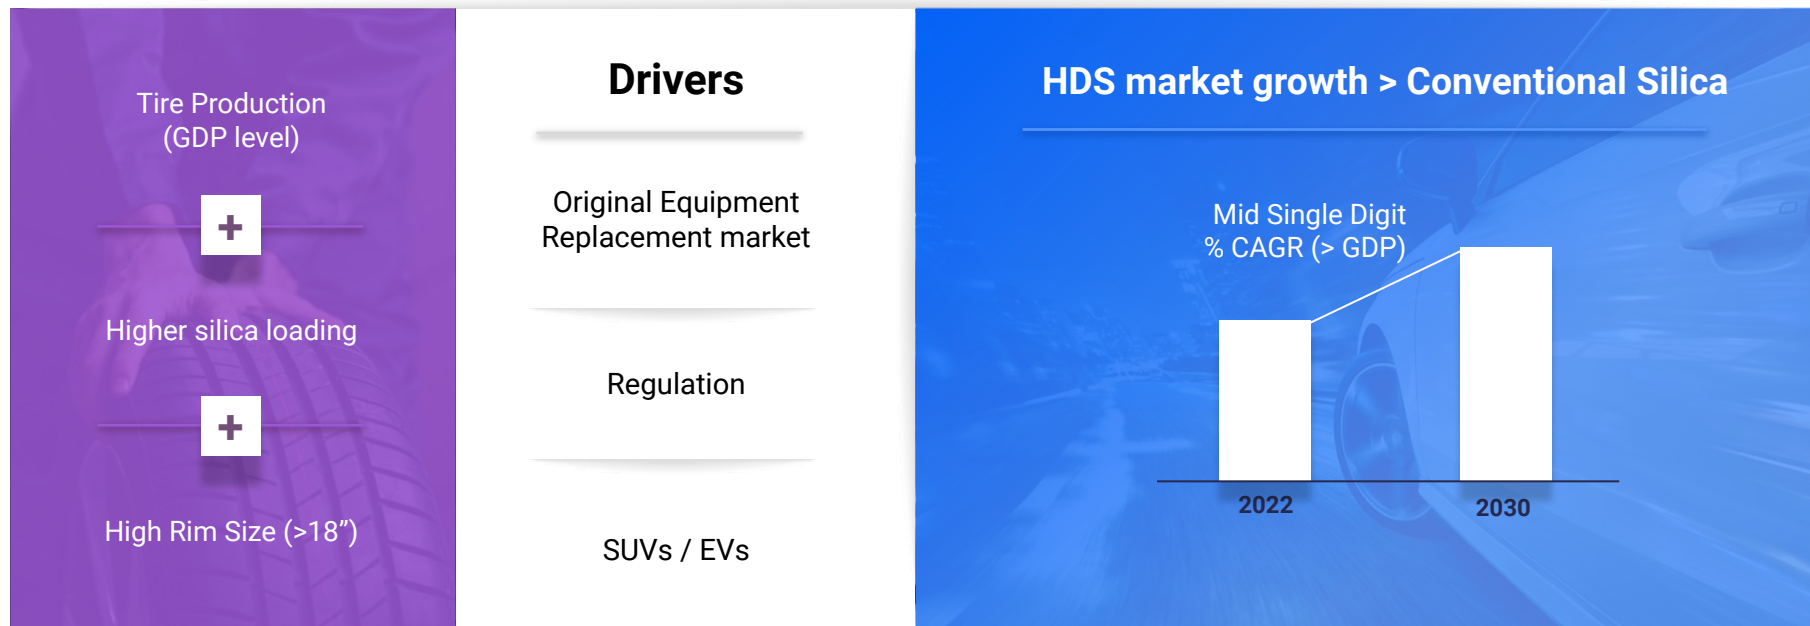 Tire Production
(GDP level)
+
Higher silica loading
+
High Rim Size (>18”)
Drivers
Original Equipment
Replacement market
Regulation
SUVs / EVs
HDS market growth > Conventional Silica
Mid Single Digit
% CAGR (> GDP)
2022
2030